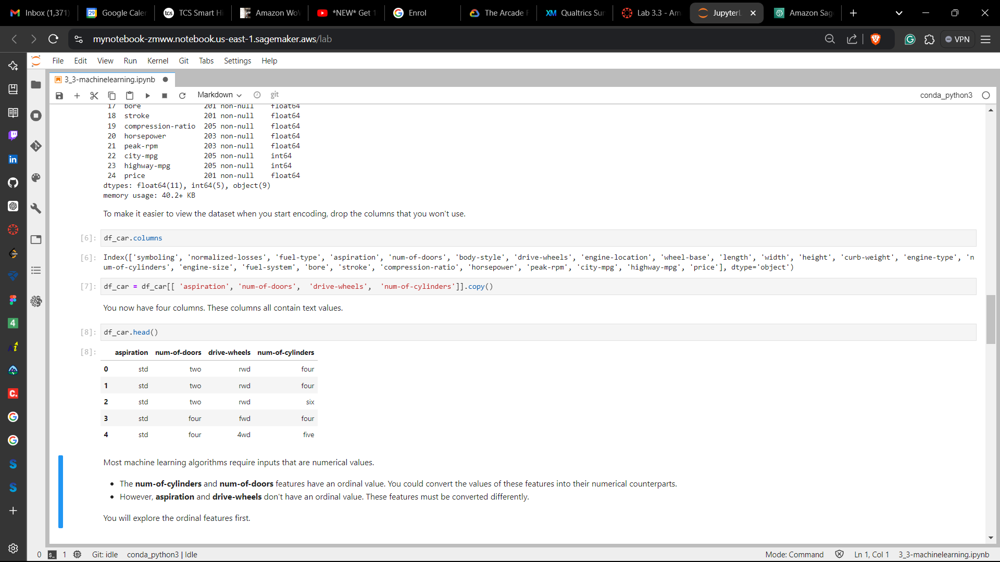 Inbox (1,371)
Google Caler
TCS Smart Hi
Amazon Wo
*NEW* Get 1
Enrol
The Arcade F
Qualtrics Sur
Lab 3.3 - Am
JupyterL
Amazon Sag
mynotebook-zmww.notebook.us-east-1.sagemaker.aws/lab
VPN
File Edit View Run Kernel Git Tabs Settings Help
3_3-machinelearning.ipynb
Markdown
git
conda_python3
17 bore 201 non-null float64
18 stroke 201 non-null float64
19 compression-ratio 205 non-null float64
20 horsepower 203 non-null float64
21 peak-rpm 203 non-null float64
22 city-mpg 205 non-null int64
23 highway-mpg 205 non-null int64
24 price 201 non-null float64
dtypes: float64(11), int64(5), object(9)
memory usage: 40.2+ KB
To make it easier to view the dataset when you start encoding, drop the columns that you won't use.
[6]: df_car.columns
[6]: Index(['symboling', 'normalized-losses', 'fuel-type', 'aspiration', 'num-of-doors', 'body-style', 'drive-wheels', 'engine-location', 'wheel-base', 'length', 'width', 'height', 'curb-weight', 'engine-type', 'n
um-of-cylinders', 'engine-size', 'fuel-system', 'bore', 'stroke', 'compression-ratio', 'horsepower', 'peak-rpm', 'city-mpg', 'highway-mpg', 'price'], dtype='object')
[7]: df_car = df_car[[ 'aspiration', 'num-of-doors',  'drive-wheels',  'num-of-cylinders']].copy()
You now have four columns. These columns all contain text values.
[8]: df_car.head()
[8]: aspiration num-of-doors drive-wheels num-of-cylinders
0 std two rwd four
1 std two rwd four
2 std two rwd six
3 std four fwd four
4 std four 4wd five
Most machine learning algorithms require inputs that are numerical values.
• The num-of-cylinders and num-of-doors features have an ordinal value. You could convert the values of these features into their numerical counterparts.
• However, aspiration and drive-wheels don't have an ordinal value. These features must be converted differently.
You will explore the ordinal features first.
0 1 Git: idle conda_python3 | Idle
Mode: Command Ln 1, Col 1 3_3-machinelearning.ipynb